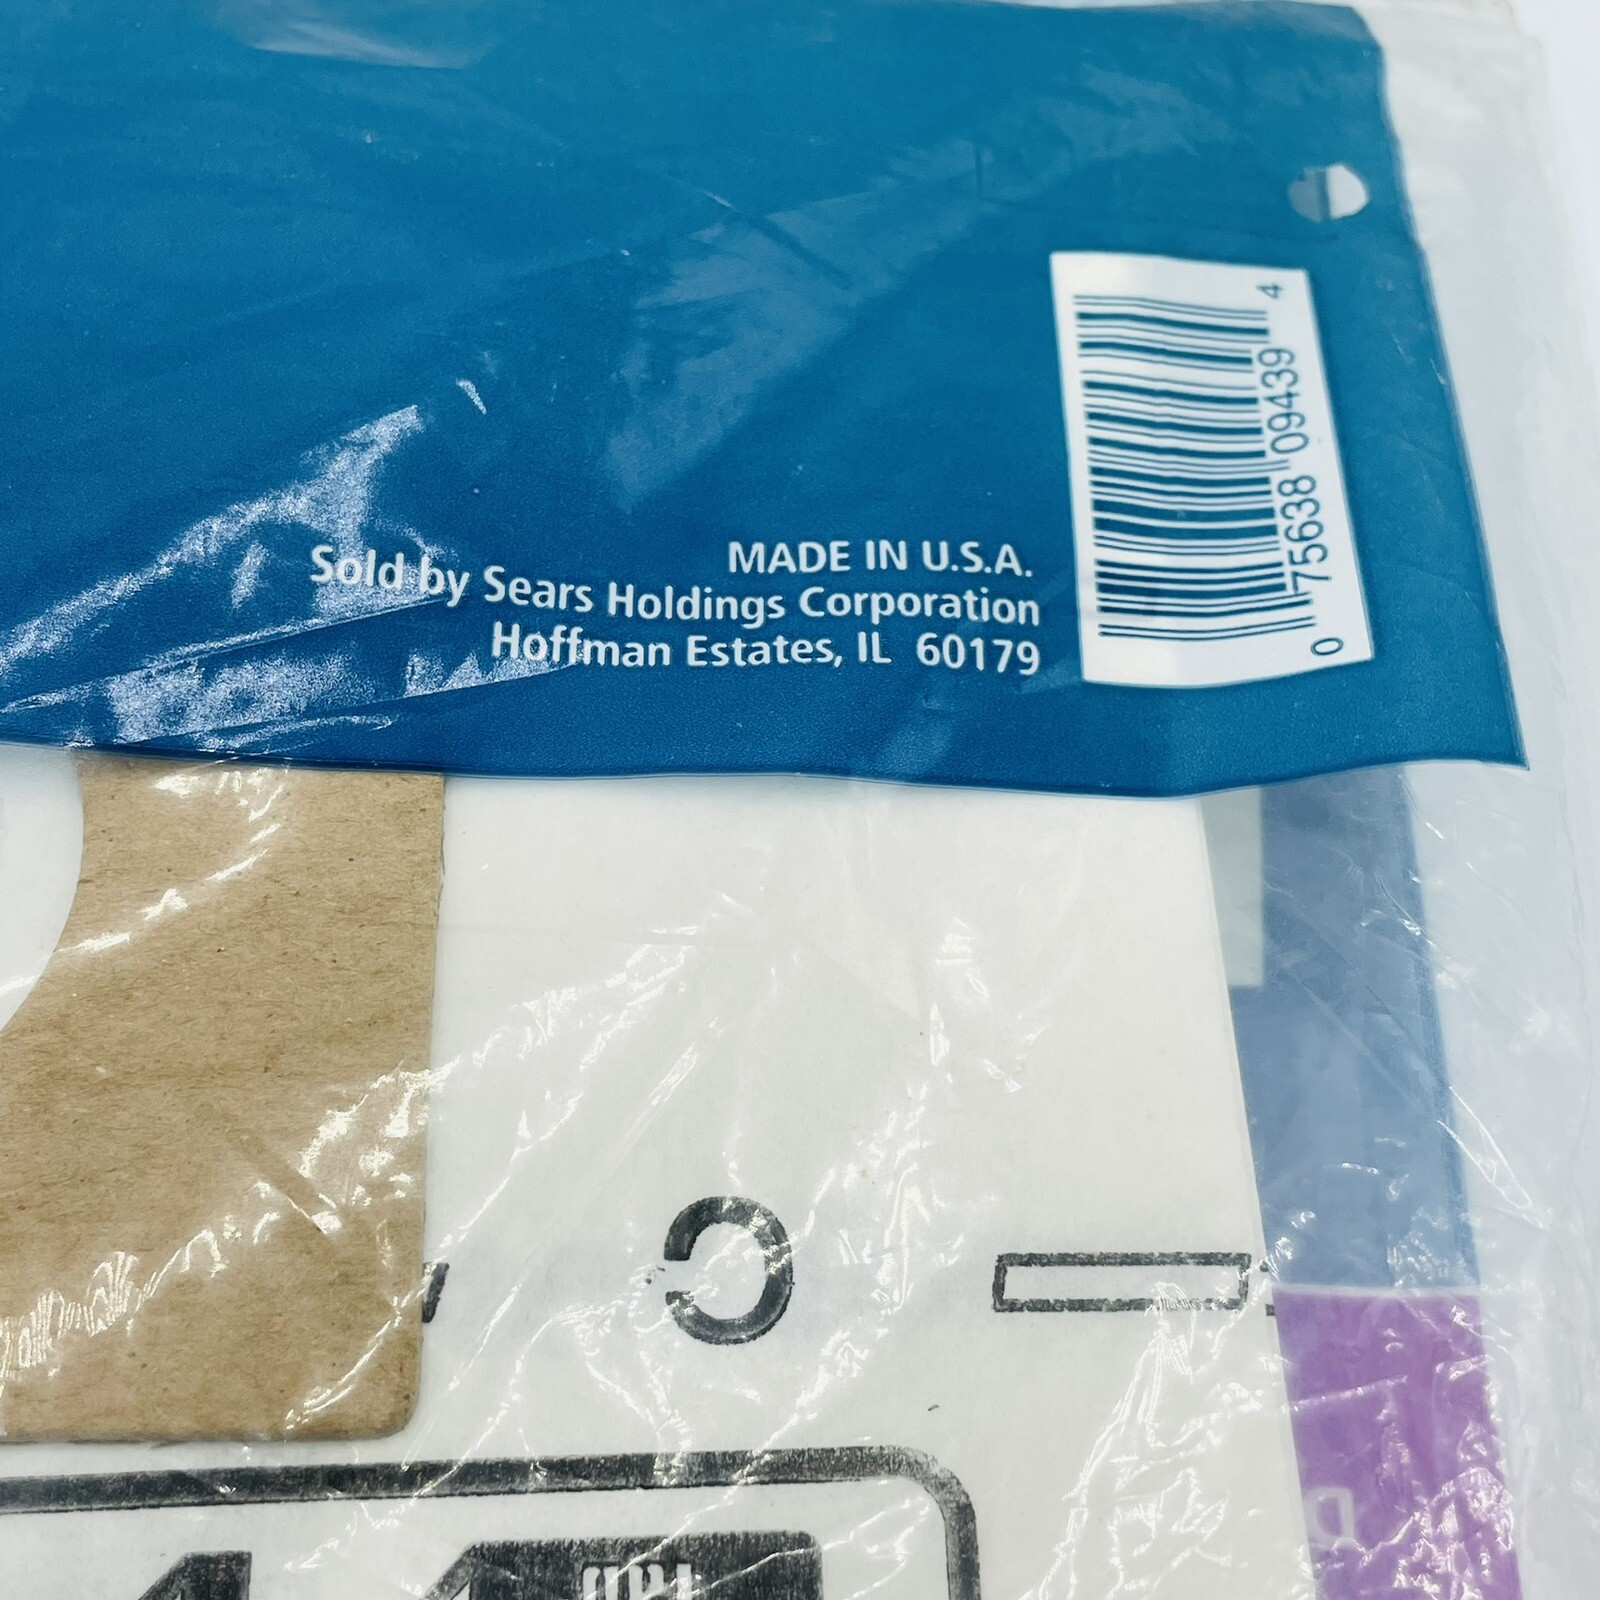 MADE IN U.S.A.
Sold by Sears Holdings Corporation
Hoffman Estates, IL 60179
0 75638 09439 4
C